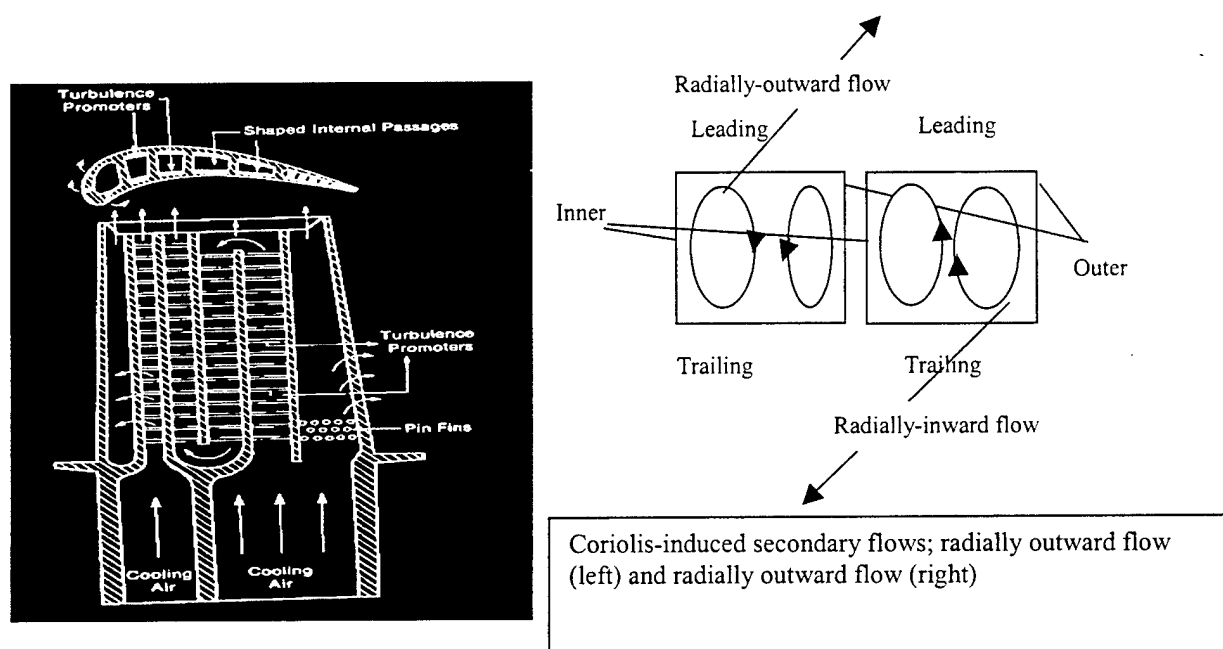 Turbulence
Promoters
Shaped Internal Passages
Turbulence
Promoters
Pin Fins
Cooling
Air
Cooling
Air
Radially-outward flow
Leading
Leading
Inner
Outer
Trailing
Trailing
Radially-inward flow
Coriolis-induced secondary flows; radially outward flow
(left) and radially outward flow (right)